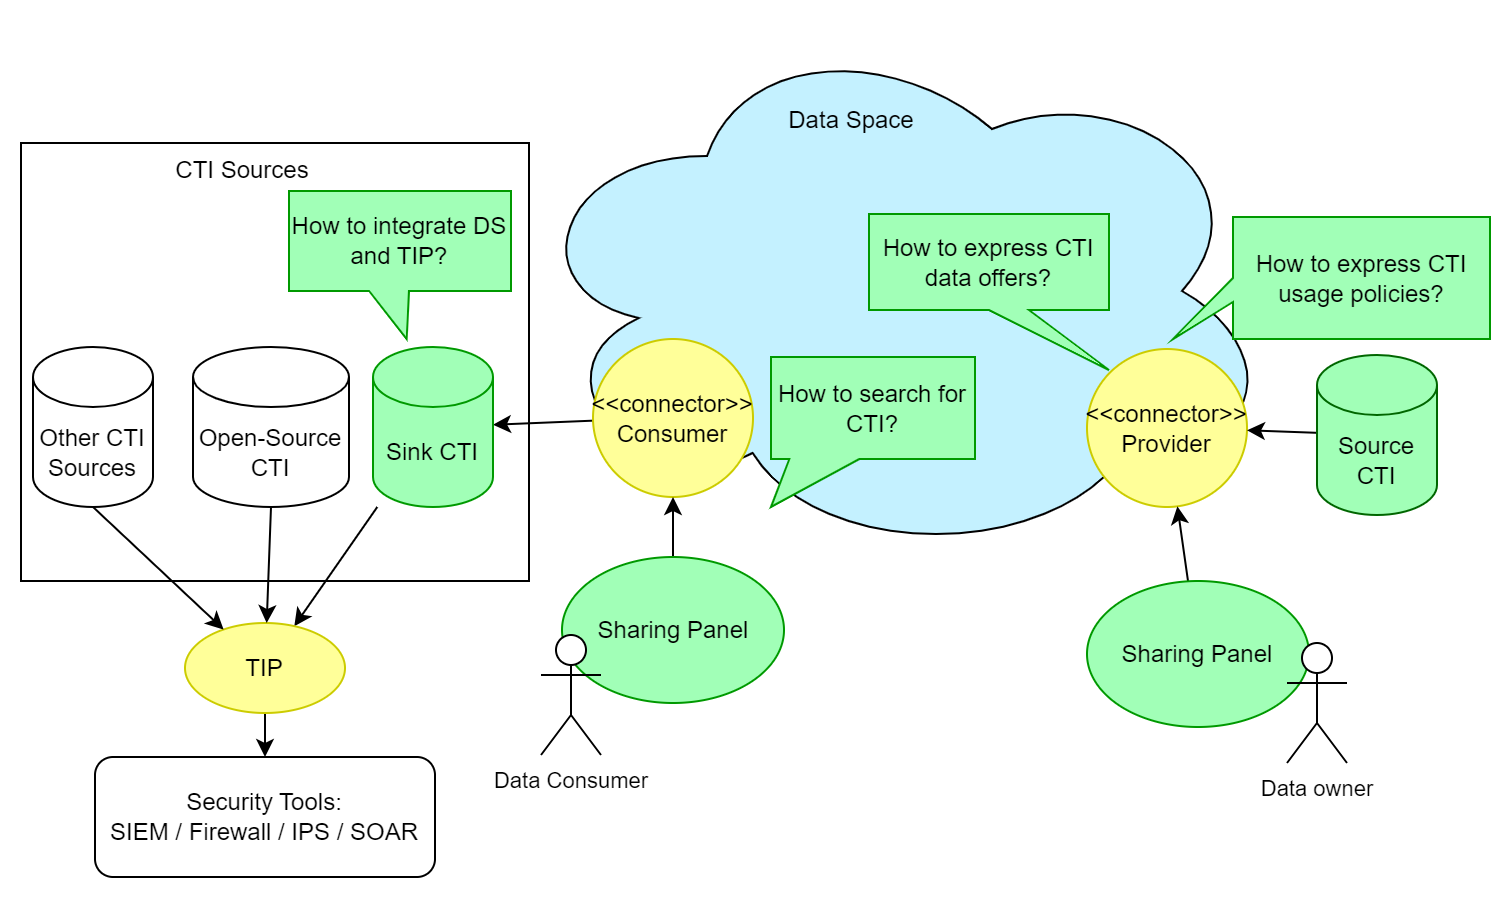 Data Space
CTI Sources
How to integrate DS
and TIP?
How to express CTI
data offers?
How to express CTI
usage policies?
Other CTI
Sources
Open-Source
CTI
Sink CTI
<<connector>>
Consumer
How to search for
CTI?
<<connector>>
Provider
Source
CTI
Sharing Panel
Sharing Panel
TIP
Data Consumer
Data owner
Security Tools:
SIEM / Firewall / IPS / SOAR